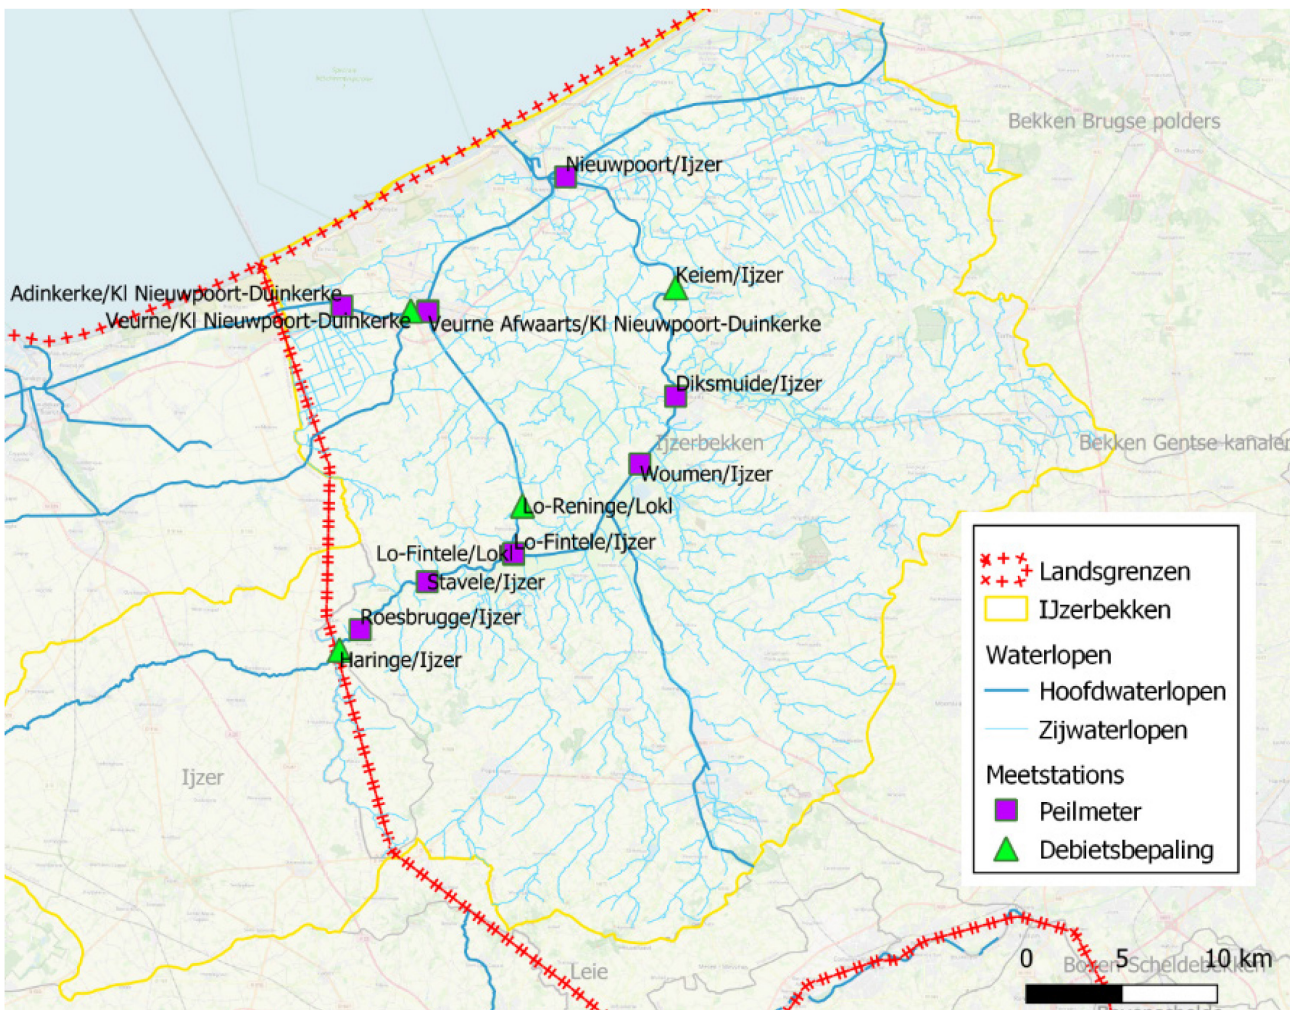 Bekken Brugse polders
Nieuwpoort/Ijzer
Keiem/Ijzer
Adinkerke/Kl Nieuwpoort-Duinkerke
Veurne/Kl Nieuwpoort-Duinkerke
Veurne Afwaarts/Kl Nieuwpoort-Duinkerke
Diksmuide/Ijzer
Ijzerbekken
Bekken Gentse kanalen
Woumen/Ijzer
Lo-Reninge/Lokl
Lo-Fintele/Ijzer
Lo-Fintele/Lokl
Stavele/Ijzer
Roesbrugge/Ijzer
Haringe/Ijzer
Ijzer
Leie
Landsgrenzen
IJzerbekken
Waterlopen
Hoofdwaterlopen
Zijwaterlopen
Meetstations
Peilmeter
Debietsbepaling
0 5 10 km
Boven Scheldebekken